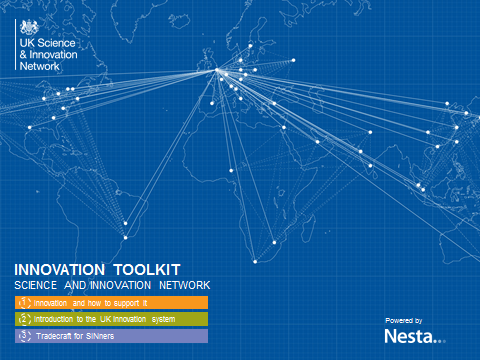 UK Science
& Innovation
Network
INNOVATION TOOLKIT
SCIENCE AND INNOVATION NETWORK
1 Innovation and how to support it
2 Introduction to the UK Innovation system
3 Tradecraft for SINners
Powered by
Nesta...